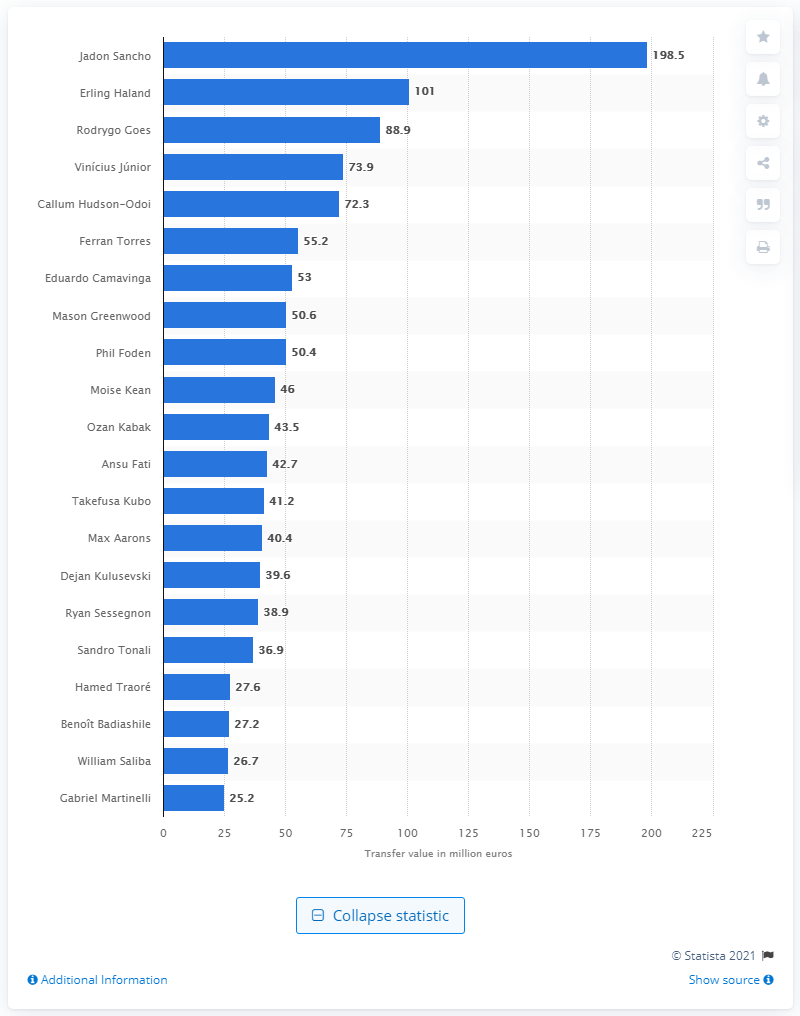 Jadon Sancho 198.5
Erling Haland 101
Rodrygo Goes 88.9
Vinícius Júnior 73.9
Callum Hudson-Odoi 72.3
Ferran Torres 55.2
Eduardo Camavinga 53
Mason Greenwood 50.6
Phil Foden 50.4
Moise Kean 46
Ozan Kabak 43.5
Ansu Fati 42.7
Takefusa Kubo 41.2
Max Aarons 40.4
Dejan Kulusevski 39.6
Ryan Sessegnon 38.9
Sandro Tonali 36.9
Hamed Traoré 27.6
Benoît Badiashile 27.2
William Saliba 26.7
Gabriel Martinelli 25.2
0 25 50 75 100 125 150 175 200 225
Transfer value in million euros
Collapse statistic
© Statista 2021
Additional Information
Show source